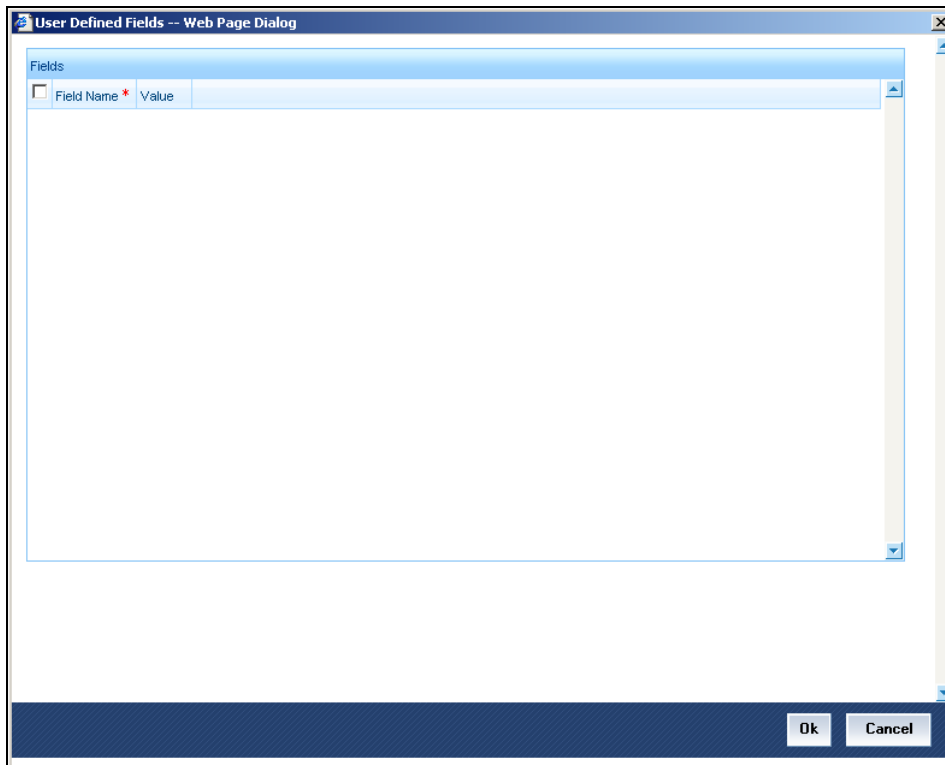 User Defined Fields -- Web Page Dialog
Fields
Field Name * Value
Ok Cancel